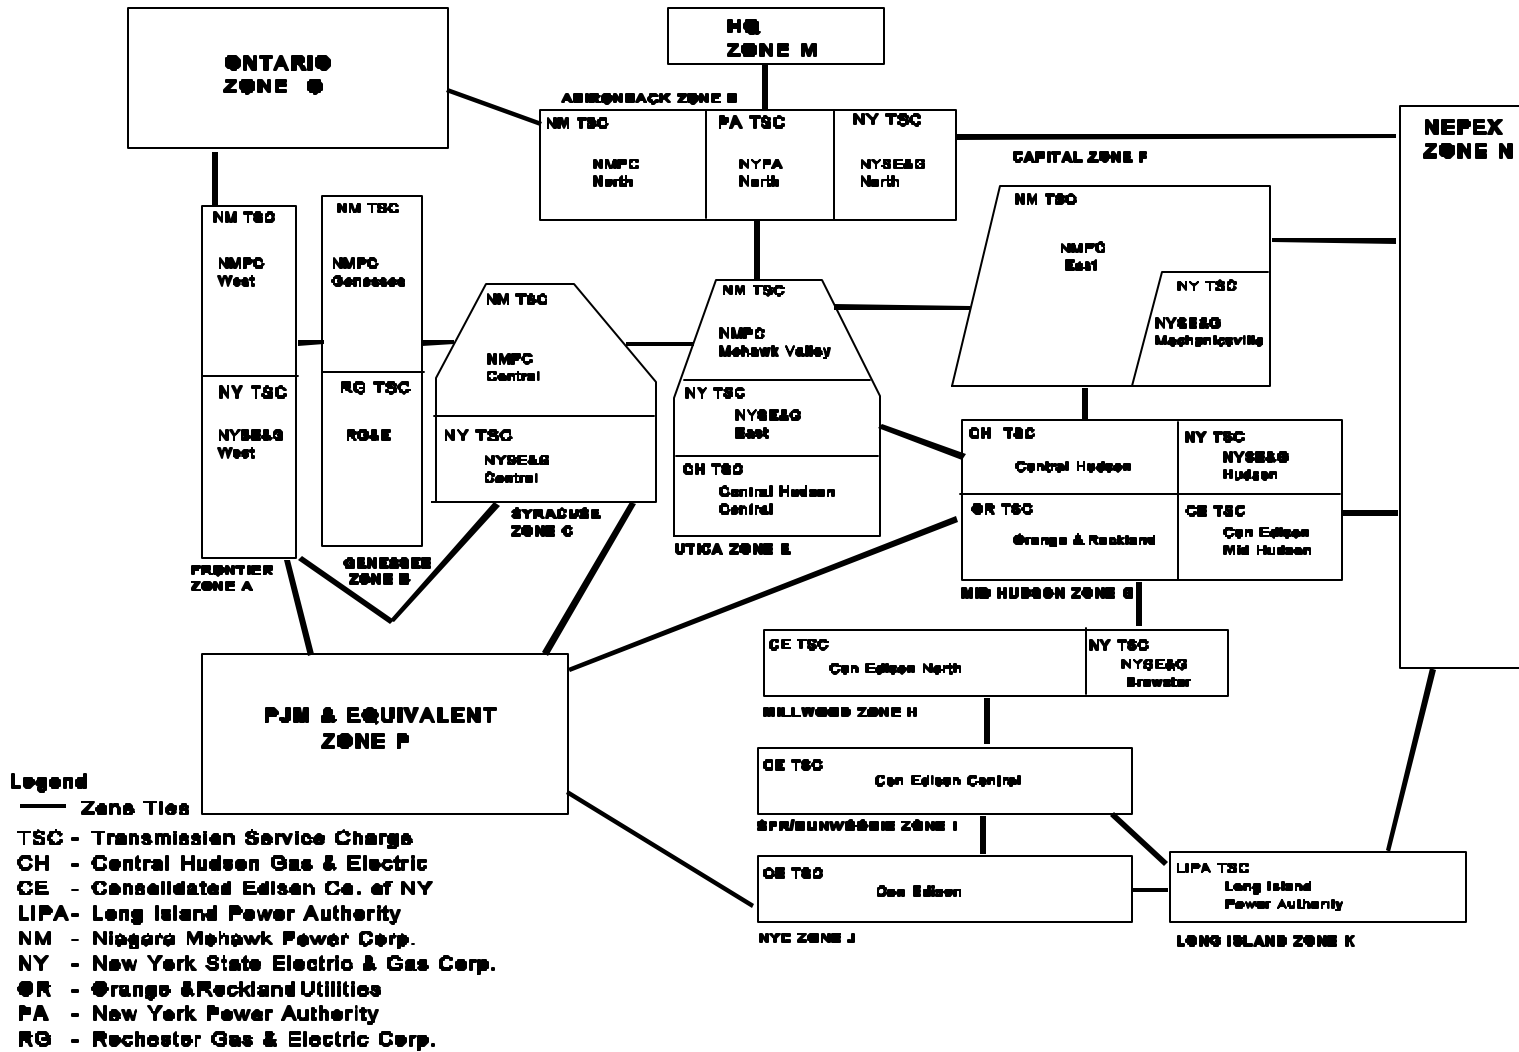 ONTARIO
ZONE O
HQ
ZONE M
ADIRONDACK ZONE D
NM TSC
NMPC
North
PA TSC
NYPA
North
NY TSC
NYSE&G
North
NEPEX
ZONE N
CAPITAL ZONE F
NM TSC
NMPC
East
NY TSC
NYSE&G
Mechanicsville
NM TSC
NMPC
West
NY TSC
NYSE&G
West
FRONTIER
ZONE A
NM TSC
NMPC
Genessee
RG TSC
RG&E
GENESSEE
ZONE B
NM TSC
NMPC
Central
NY TSC
NYSE&G
Central
SYRACUSE
ZONE C
NM TSC
NMPC
Mohawk Valley
NY TSC
NYSE&G
East
CH TSC
Central Hudson
Central
UTICA ZONE E
CH TSC
Central Hudson
NY TSC
NYSE&G
Hudson
OR TSC
Orange & Rockland
CE TSC
Con Edison
Mid Hudson
MID HUDSON ZONE G
CE TSC
Con Edison North
NY TSC
NYSE&G
Brewster
MILLWOOD ZONE H
PJM & EQUIVALENT
ZONE P
CE TSC
Con Edison Central
SPR/DUNWOODIE ZONE I
CE TSC
Con Edison
NYC ZONE J
LIPA TSC
Long Island
Power Authority
LONG ISLAND ZONE K
Legend
Zone Ties
TSC - Transmission Service Charge
CH - Central Hudson Gas & Electric
CE - Consolidated Edison Co. of NY
LIPA- Long Island Power Authority
NM - Niagara Mohawk Power Corp.
NY - New York State Electric & Gas Corp.
OR - Orange &Rockland Utilities
PA - New York Power Authority
RG - Rochester Gas & Electric Corp.